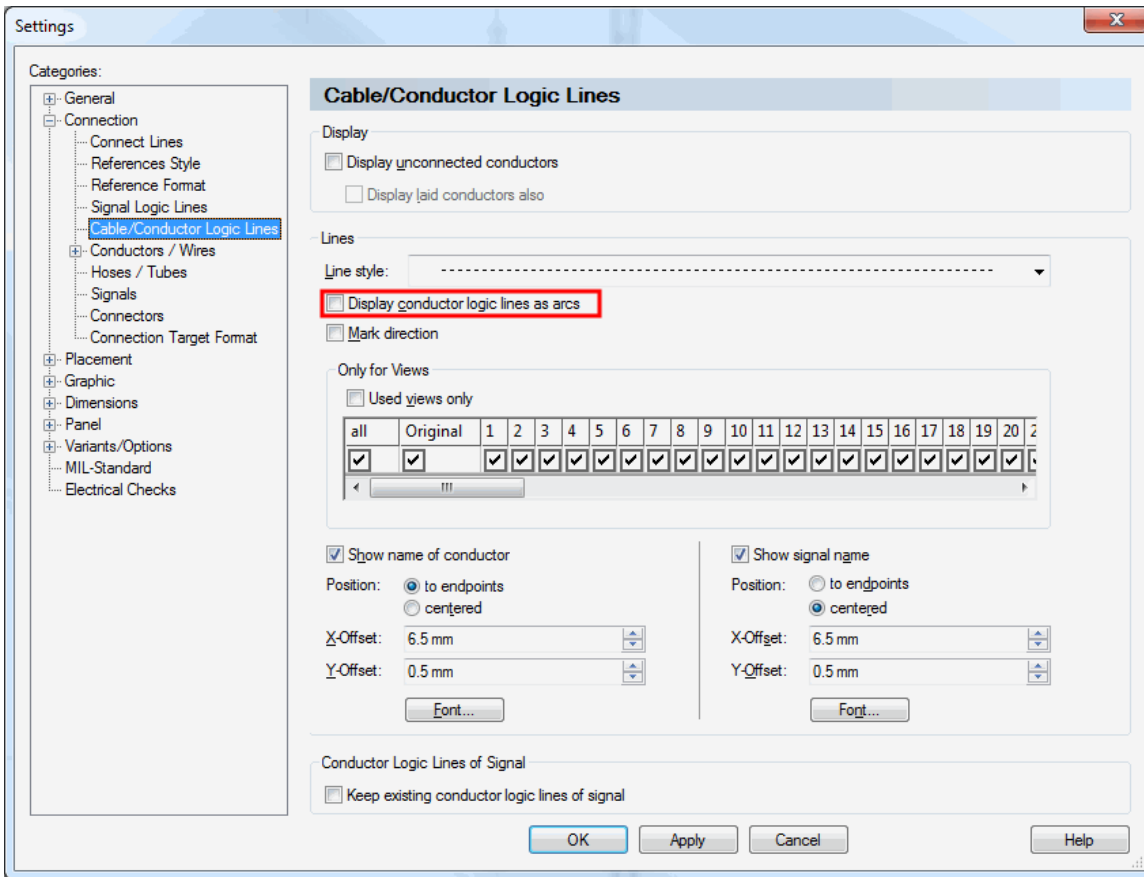 Settings
Categories:
General
Connection
Connect Lines
References Style
Reference Format
Signal Logic Lines
Cable/Conductor Logic Lines
Conductors / Wires
Hoses / Tubes
Signals
Connectors
Connection Target Format
Placement
Graphic
Dimensions
Panel
Variants/Options
MIL-Standard
Electrical Checks
Cable/Conductor Logic Lines
Display
Display unconnected conductors
Display laid conductors also
Lines
Line style:
Display conductor logic lines as arcs
Mark direction
Only for Views
Used views only
all Original 1 2 3 4 5 6 7 8 9 10 11 12 13 14 15 16 17 18 19 20
Show name of conductor
Position: to endpoints
centered
X-Offset: 6.5 mm
Y-Offset: 0.5 mm
Font...
Show signal name
Position: to endpoints
centered
X-Offset: 6.5 mm
Y-Offset: 0.5 mm
Font...
Conductor Logic Lines of Signal
Keep existing conductor logic lines of signal
OK Apply Cancel Help